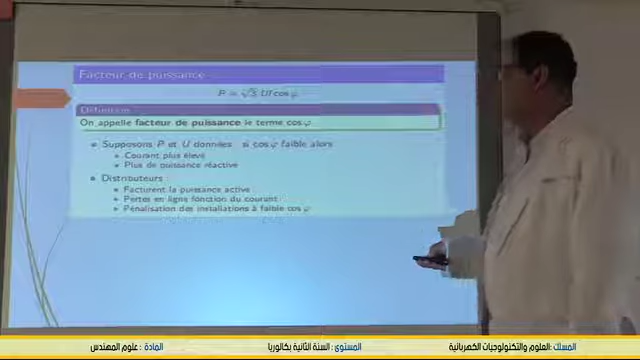 Facteur de puissance
P = √3 UI cos φ
Définition
On appelle facteur de puissance le terme cos φ
Supposons P et U données si cos φ faible alors
Courant plus élevé
Plus de puissance réactive
Distributeurs
Facturent la puissance active
Pertes en ligne fonction du courant
Pénalisation des installations à faible cos φ
المسلك :العلوم والتكنولوجيات الكهربائية
المستوى : السنة الثانية بكالوريا
المادة : علوم المهندس